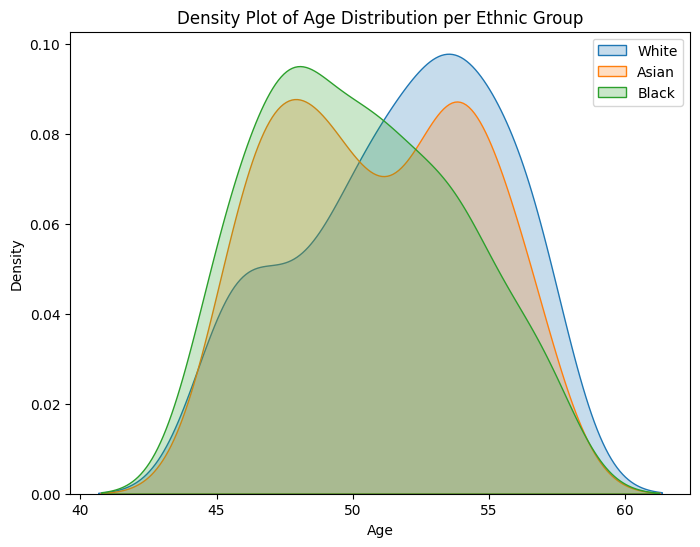 Density Plot of Age Distribution per Ethnic Group
0.10
0.08
0.06
0.04
0.02
0.00
Density
White
Asian
Black
40
45
50
55
60
Age